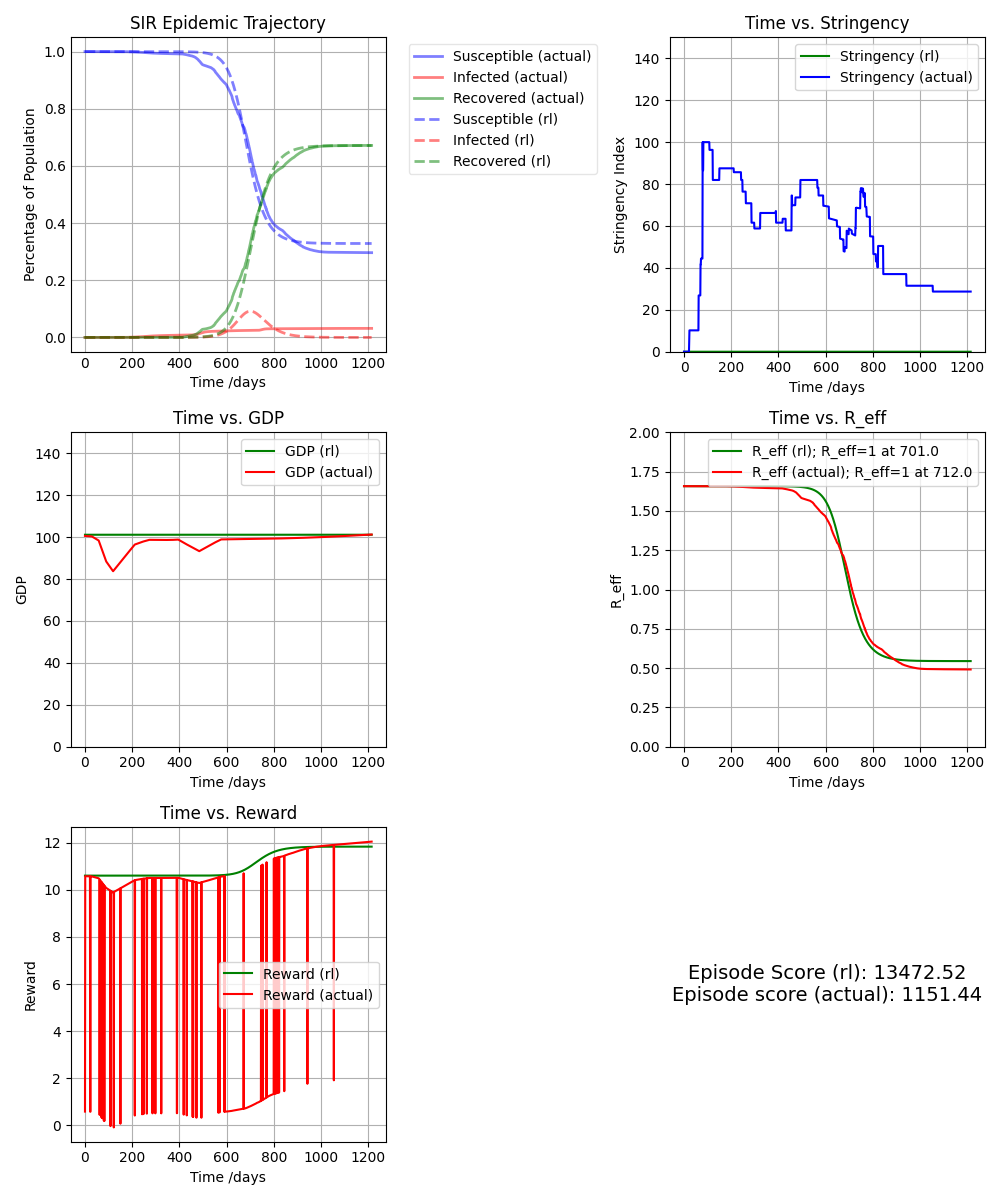 SIR Epidemic Trajectory
Percentage of Population
1.0
0.8
0.6
0.4
0.2
0.0
0 200 400 600 800 1000 1200
Time /days
Susceptible (actual)
Infected (actual)
Recovered (actual)
Susceptible (rl)
Infected (rl)
Recovered (rl)
Time vs. Stringency
Stringency Index
140
120
100
80
60
40
20
0
0 200 400 600 800 1000 1200
Time /days
Stringency (rl)
Stringency (actual)
Time vs. GDP
GDP
140
120
100
80
60
40
20
0
0 200 400 600 800 1000 1200
Time /days
GDP (rl)
GDP (actual)
Time vs. R_eff
R_eff
2.00
1.75
1.50
1.25
1.00
0.75
0.50
0.25
0.00
0 200 400 600 800 1000 1200
Time /days
R_eff (rl); R_eff=1 at 701.0
R_eff (actual); R_eff=1 at 712.0
Time vs. Reward
Reward
12
10
8
6
4
2
0
0 200 400 600 800 1000 1200
Time /days
Reward (rl)
Reward (actual)
Episode Score (rl): 13472.52
Episode score (actual): 1151.44